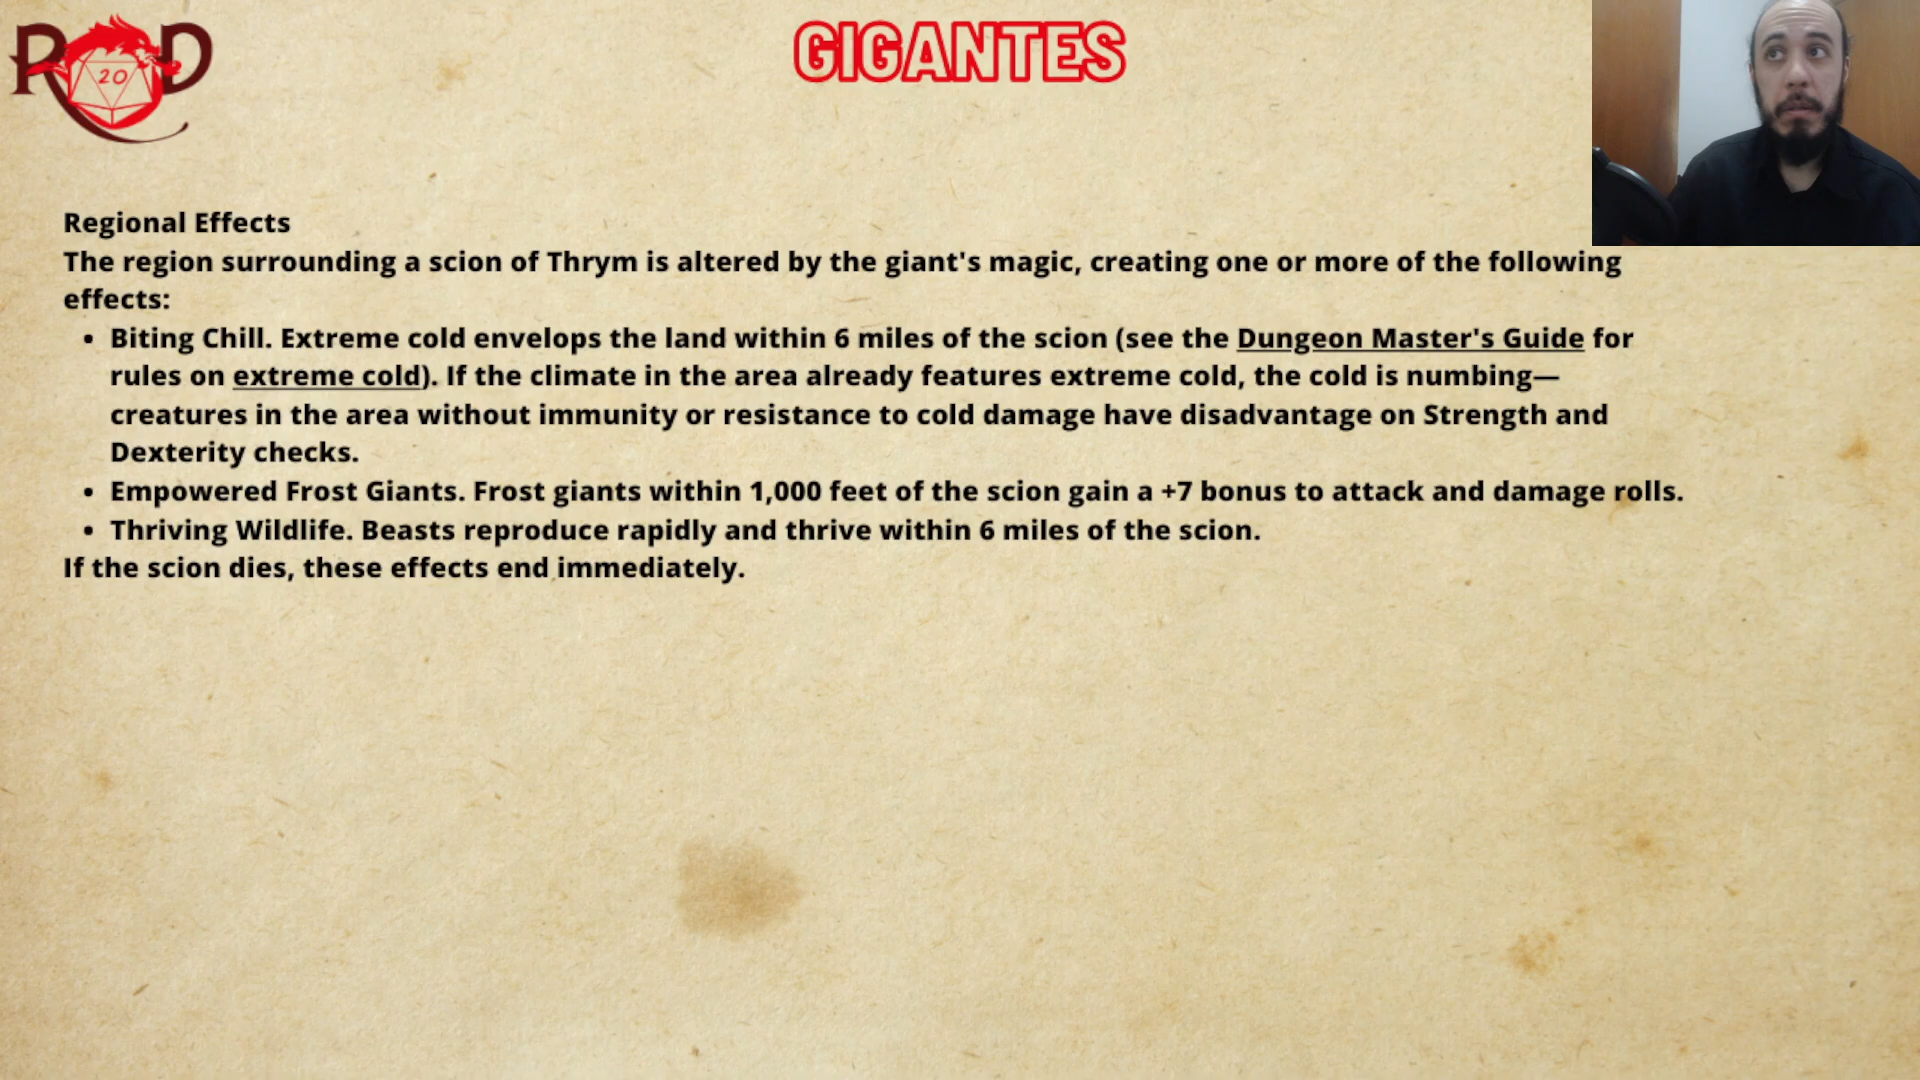 R 20 D
GIGANTES
Regional Effects
The region surrounding a scion of Thrym is altered by the giant's magic, creating one or more of the following
effects:
• Biting Chill. Extreme cold envelops the land within 6 miles of the scion (see the Dungeon Master's Guide for
rules on extreme cold). If the climate in the area already features extreme cold, the cold is numbing—
creatures in the area without immunity or resistance to cold damage have disadvantage on Strength and
Dexterity checks.
• Empowered Frost Giants. Frost giants within 1,000 feet of the scion gain a +7 bonus to attack and damage rolls.
• Thriving Wildlife. Beasts reproduce rapidly and thrive within 6 miles of the scion.
If the scion dies, these effects end immediately.